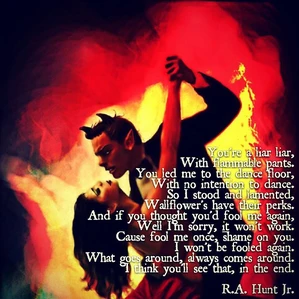 You're a liar liar,
With flammable pants.
You led me to the dance floor,
With no intention to dance.
So I stood and lamented,
Wallflower's have their perks.
And if you thought you'd fool me again,
Well I'm sorry, it won't work.
Cause fool me once, shame on you.
I won't be fooled again.
What goes around, always comes around.
I think you'll see that, in the end.
R.A. Hunt Jr.